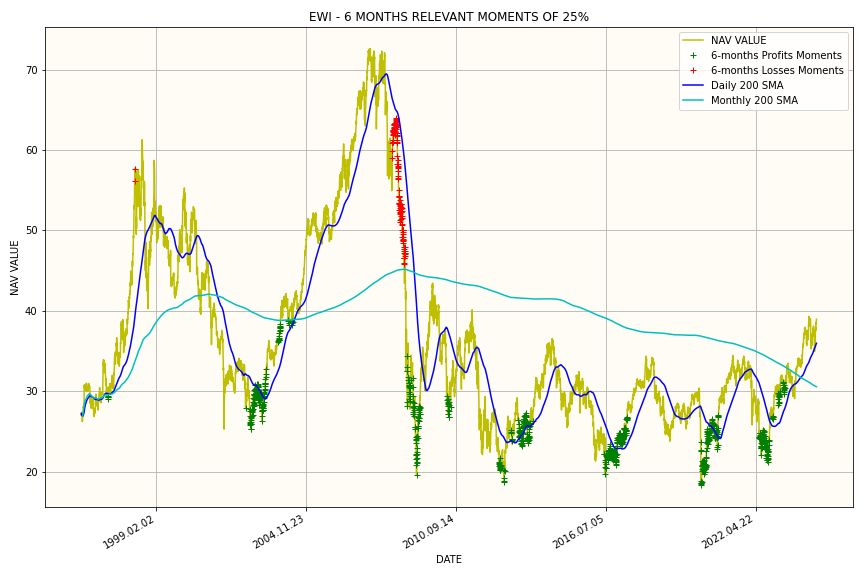 EWI - 6 MONTHS RELEVANT MOMENTS OF 25%
NAV VALUE
6-months Profits Moments
6-months Losses Moments
Daily 200 SMA
Monthly 200 SMA
70
60
50
40
30
20
NAV VALUE
1999.02.02
2004.11.23
2010.09.14
2016.07.05
2022.04.22
DATE